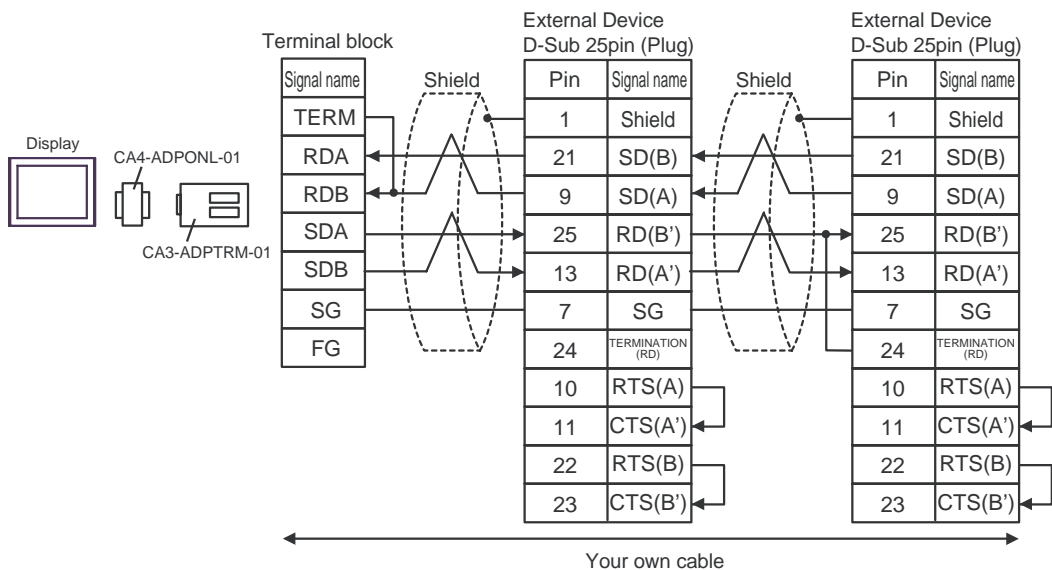 Display
CA4-ADPONL-01
CA3-ADPTRM-01
Terminal block
Signal name
TERM
RDA
RDB
SDA
SDB
SG
FG
Shield
External Device
D-Sub 25pin (Plug)
Pin Signal name
1 Shield
21 SD(B)
9 SD(A)
25 RD(B’)
13 RD(A’)
7 SG
24 TERMINATION
(RD)
10 RTS(A)
11 CTS(A’)
22 RTS(B)
23 CTS(B’)
Shield
External Device
D-Sub 25pin (Plug)
Pin Signal name
1 Shield
21 SD(B)
9 SD(A)
25 RD(B’)
13 RD(A’)
7 SG
24 TERMINATION
(RD)
10 RTS(A)
11 CTS(A’)
22 RTS(B)
23 CTS(B’)
Your own cable